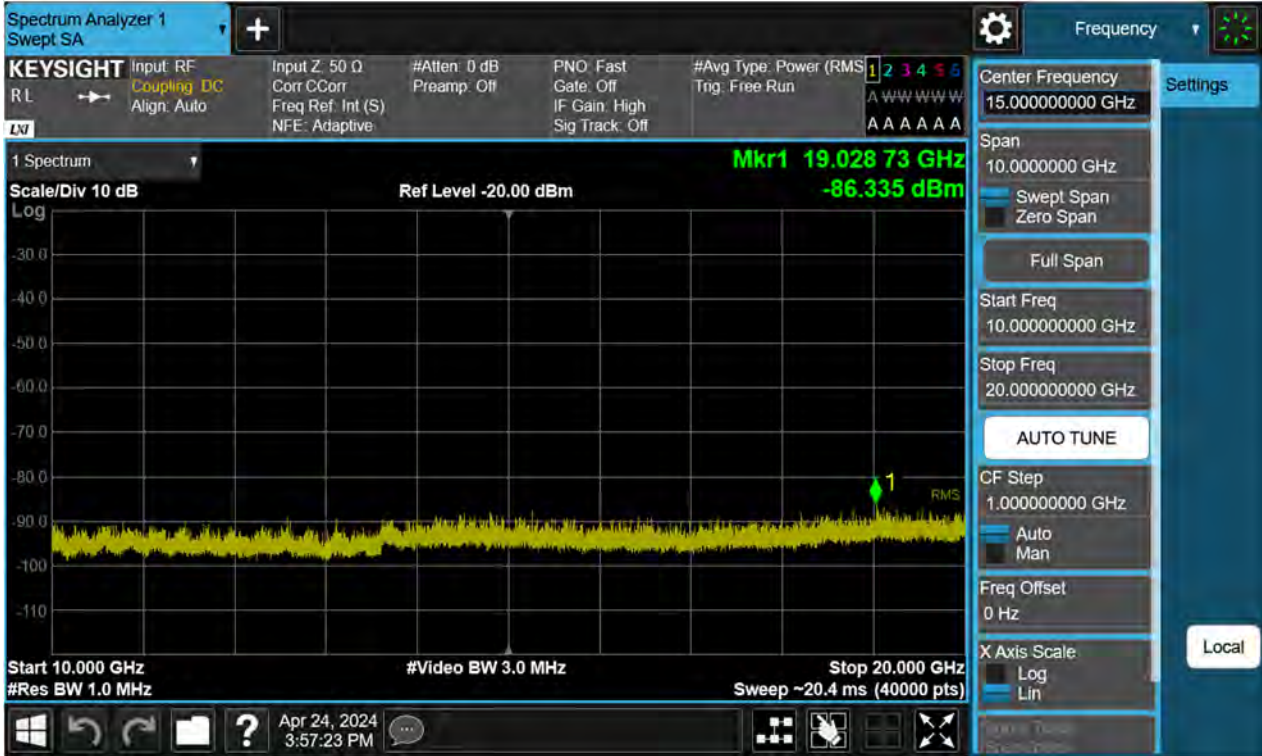 Spectrum Analyzer 1
Swept SA
+
Frequency
KEYSIGHT
R L
LXI
Input: RF
Coupling: DC
Align: Auto
Input Z: 50 Ω
Corr CCorr
Freq Ref: Int (S)
NFE: Adaptive
#Atten: 0 dB
Preamp: Off
PNO: Fast
Gate: Off
IF Gain: High
Sig Track: Off
#Avg Type: Power (RMS
Trig: Free Run
1 2 3 4 5 6
A W W W W W
A A A A A A
1 Spectrum
Scale/Div 10 dB
Log
Ref Level -20.00 dBm
Mkr1 19.028 73 GHz
-86.335 dBm
-30.0
-40.0
-50.0
-60.0
-70.0
-80.0
-90.0
-100
-110
1
RMS
Start 10.000 GHz
#Res BW 1.0 MHz
#Video BW 3.0 MHz
Stop 20.000 GHz
Sweep ~20.4 ms (40000 pts)
Center Frequency
15.000000000 GHz
Span
10.0000000 GHz
Swept Span
Zero Span
Full Span
Start Freq
10.000000000 GHz
Stop Freq
20.000000000 GHz
AUTO TUNE
CF Step
1.000000000 GHz
Auto
Man
Freq Offset
0 Hz
X Axis Scale
Log
Lin
Settings
Local
?
Apr 24, 2024
3:57:23 PM